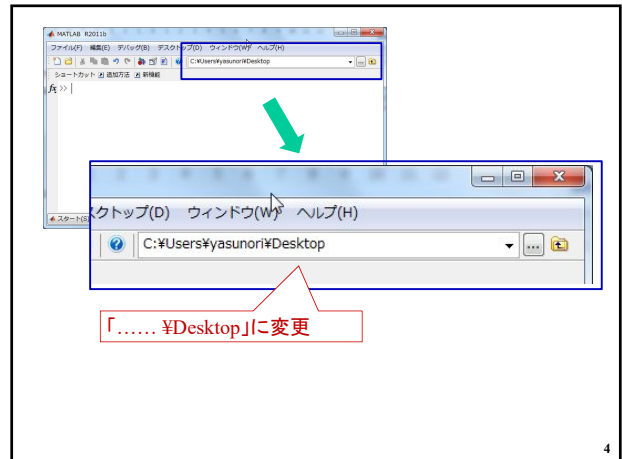 MATLAB R2011b
ファイル(F) 編集(E) デバッグ(B) デスクトップ(D) ウィンドウ(W) ヘルプ(H)
C:¥Users¥yasunori¥Desktop
ショートカット 追加方法 新機能
fx >>
スタート(S)
クトップ(D) ウィンドウ(W) ヘルプ(H)
C:¥Users¥yasunori¥Desktop
「…… ¥Desktop」に変更
4